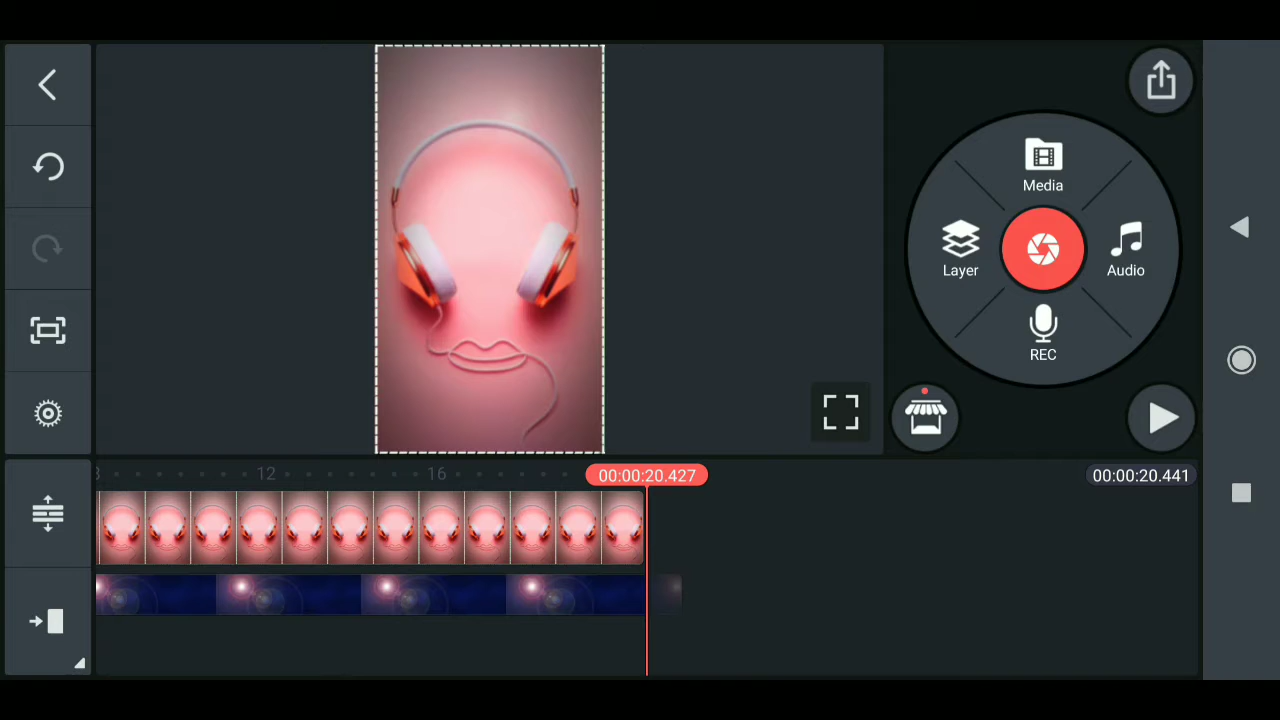 Media
Layer
Audio
REC
12
16
00:00:20.427
00:00:20.441